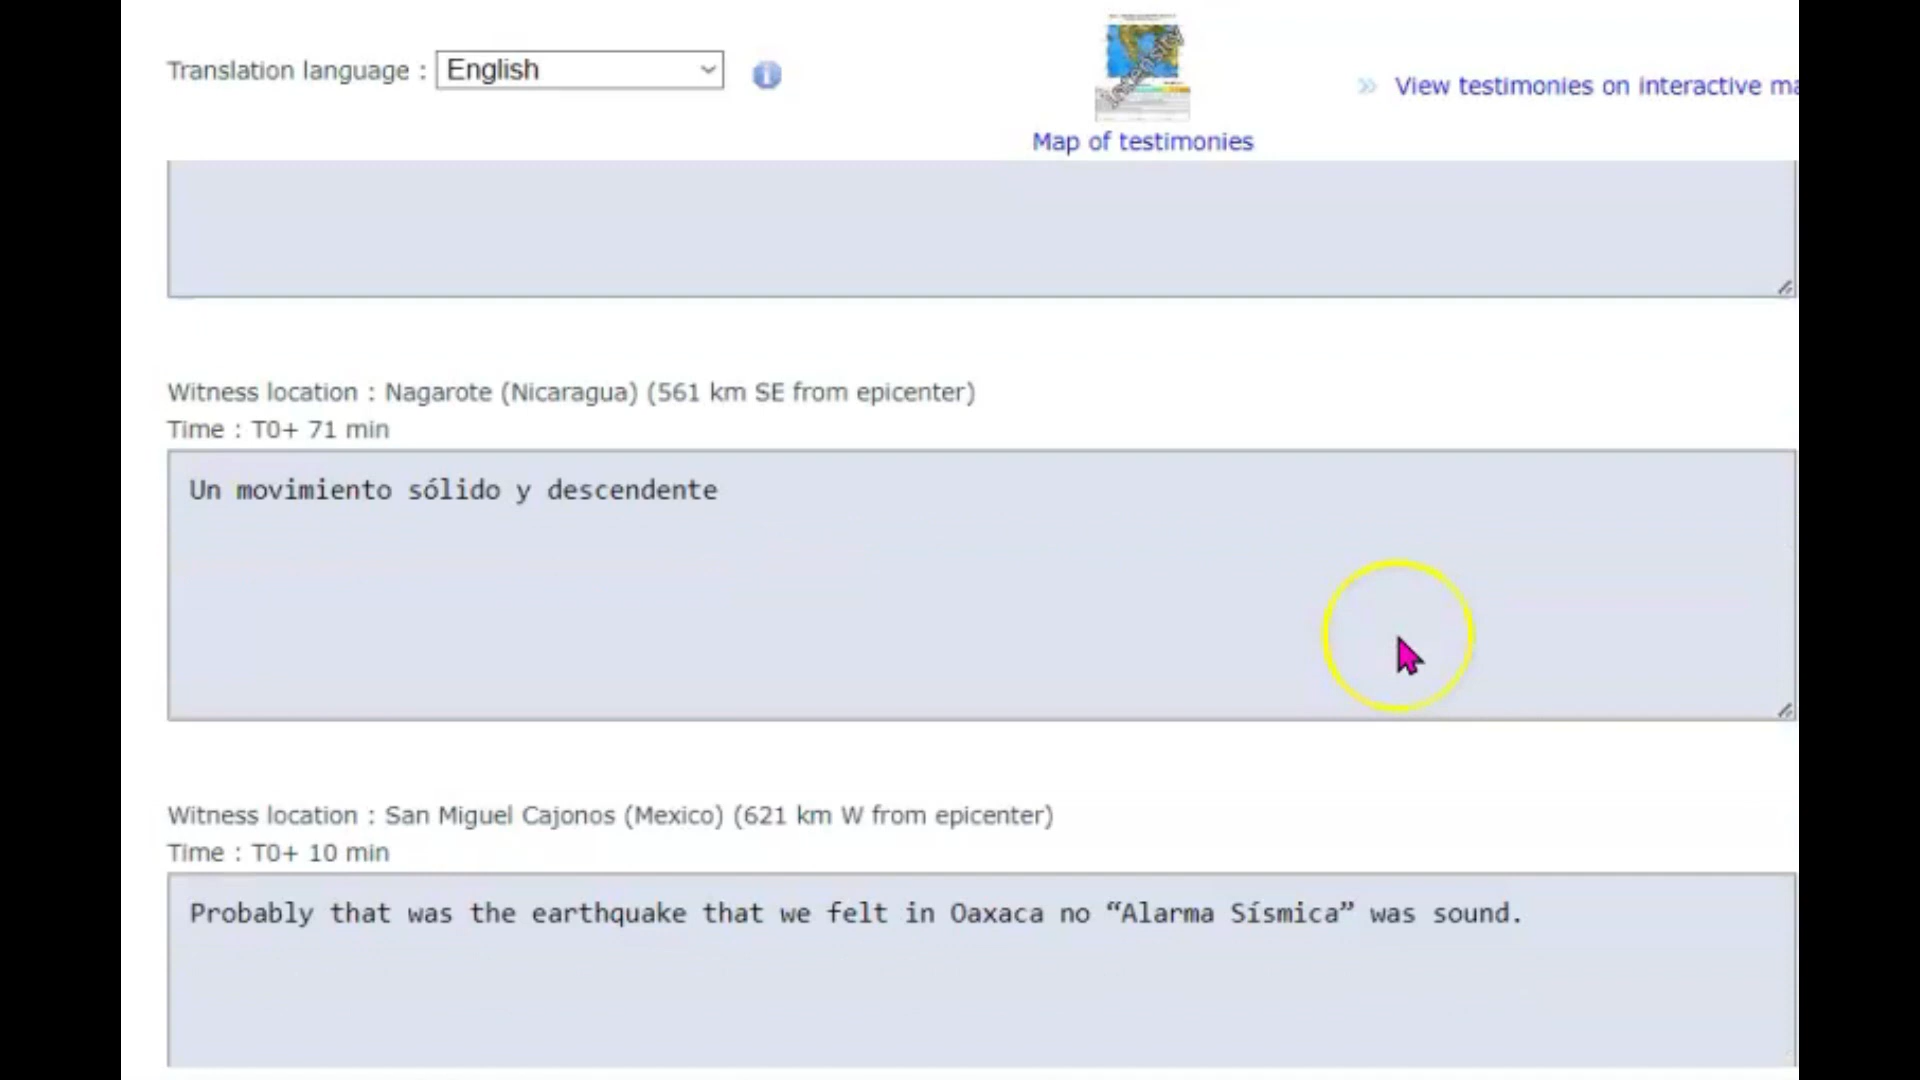 Translation language : English
intensity
Map of testimonies
View testimonies on interactive
Witness location : Nagarote (Nicaragua) (561 km SE from epicenter)
Time : T0+ 71 min
Un movimiento sólido y descendente
Witness location : San Miguel Cajonos (Mexico) (621 km W from epicenter)
Time : T0+ 10 min
Probably that was the earthquake that we felt in Oaxaca no “Alarma Sísmica” was sound.